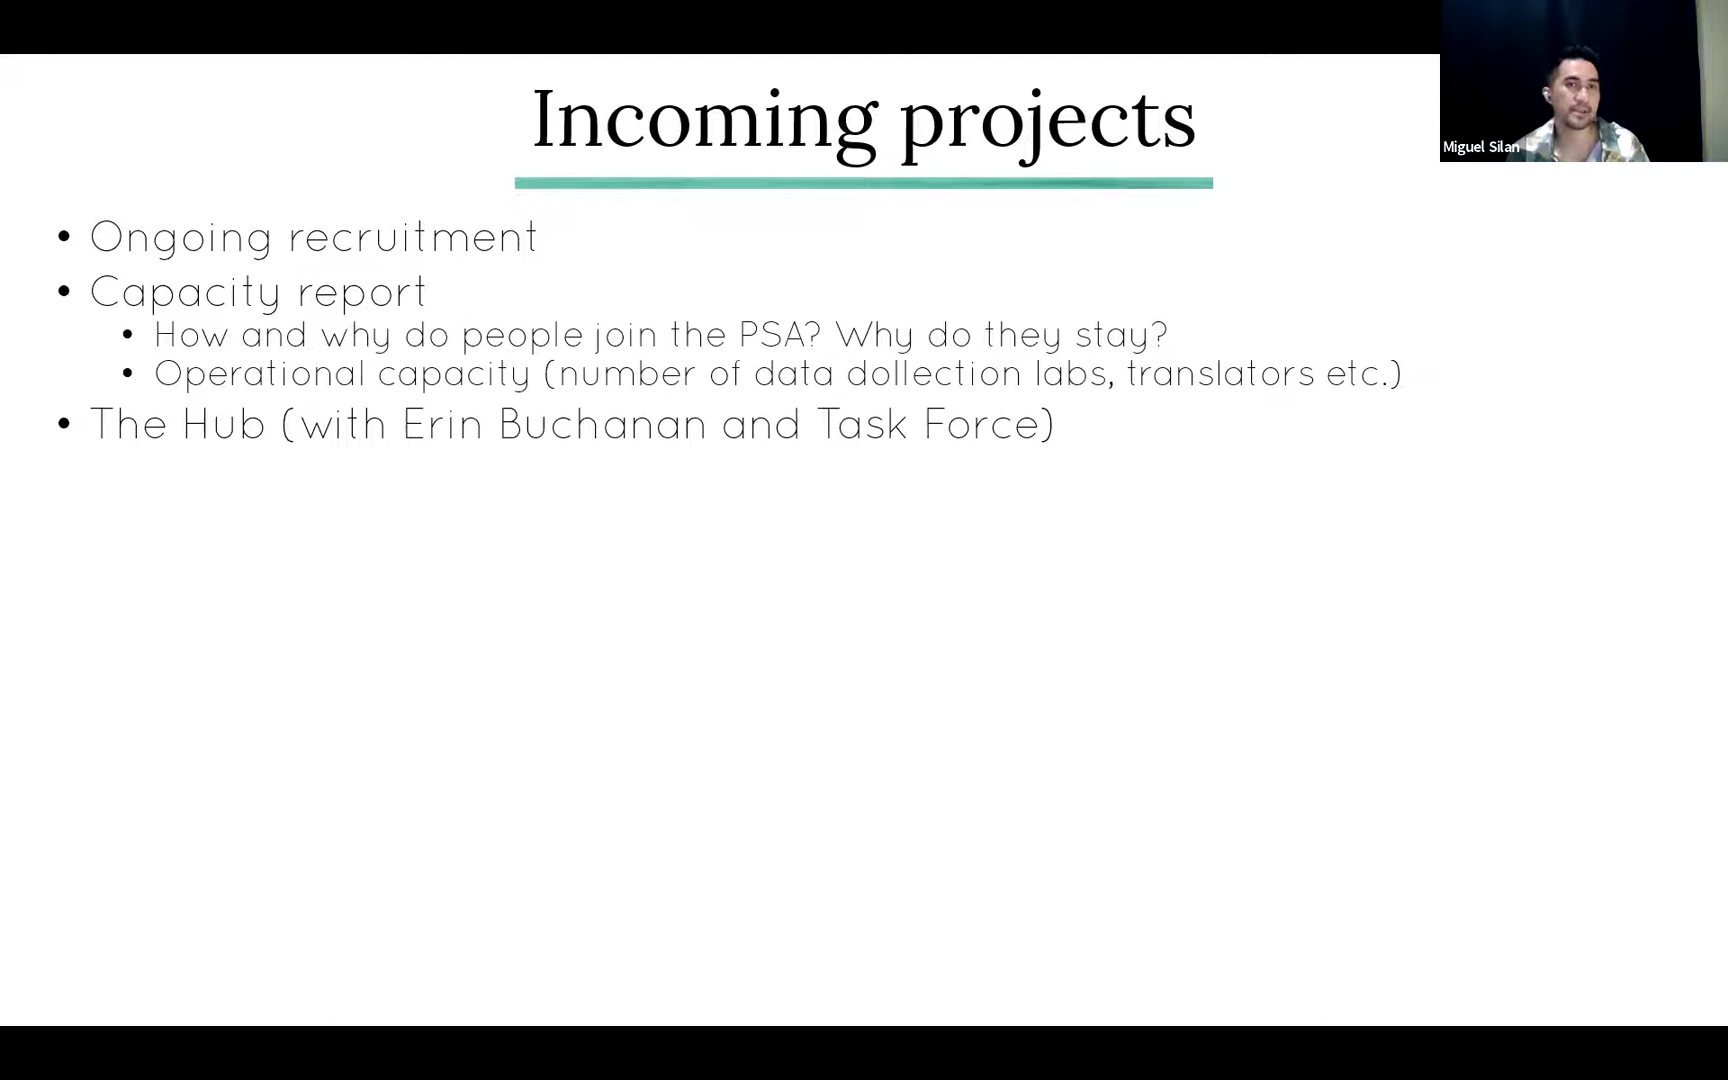 Incoming projects
Miguel Silan
• Ongoing recruitment
• Capacity report
• How and why do people join the PSA? Why do they stay?
• Operational capacity (number of data dollection labs, translators etc.)
• The Hub (with Erin Buchanan and Task Force)